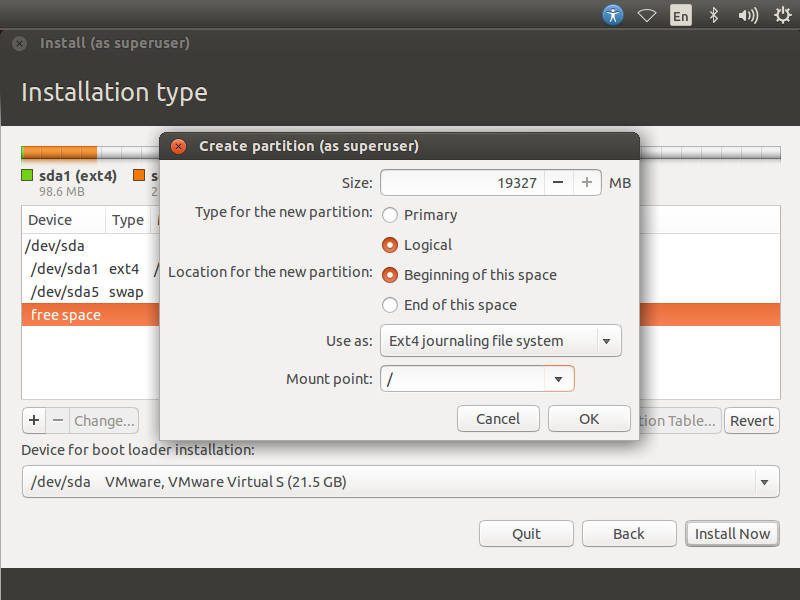 En
Install (as superuser)
Installation type
Create partition (as superuser)
sda1 (ext4) s
98.6 MB 2
Size: 19327 MB
Type for the new partition: Primary
Logical
Location for the new partition: Beginning of this space
End of this space
Use as: Ext4 journaling file system
Mount point: /
Cancel OK
Device Type
/dev/sda
/dev/sda1 ext4 /
/dev/sda5 swap
free space
+ − Change... ion Table... Revert
Device for boot loader installation:
/dev/sda VMware, VMware Virtual S (21.5 GB)
Quit Back Install Now